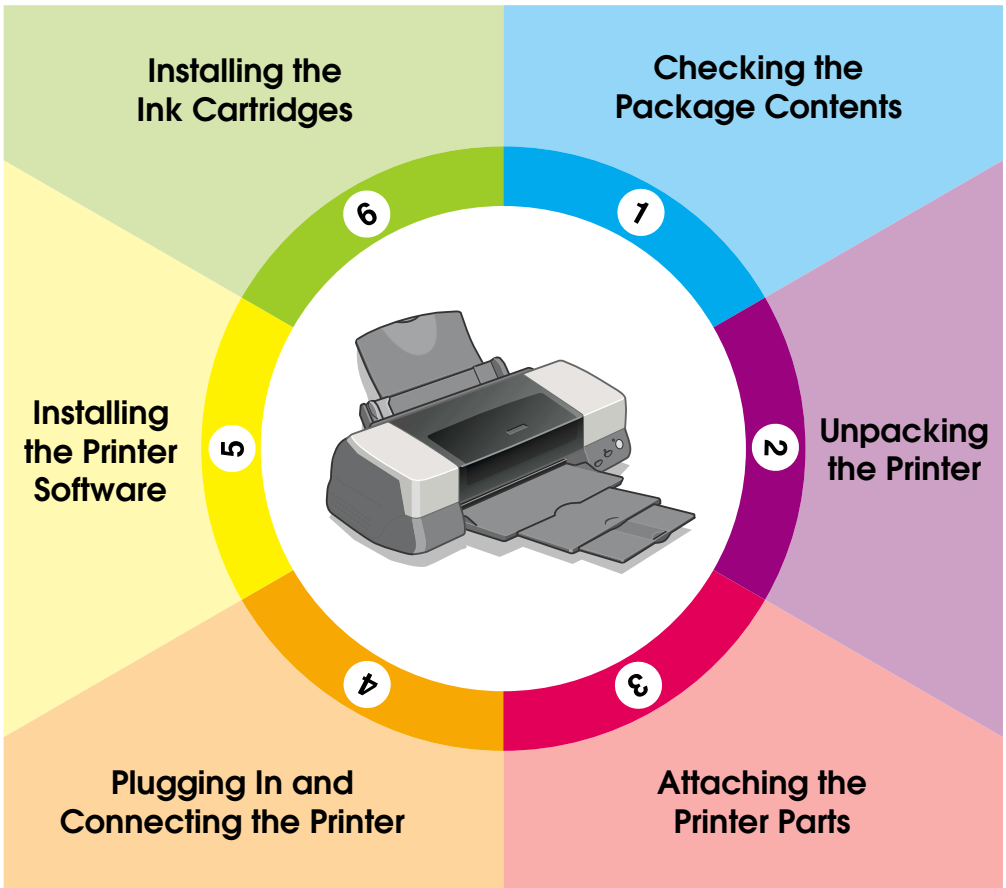 1
Checking the
Package Contents
2
Unpacking
the Printer
3
Attaching the
Printer Parts
4
Plugging In and
Connecting the Printer
5
Installing
the Printer
Software
6
Installing the
Ink Cartridges